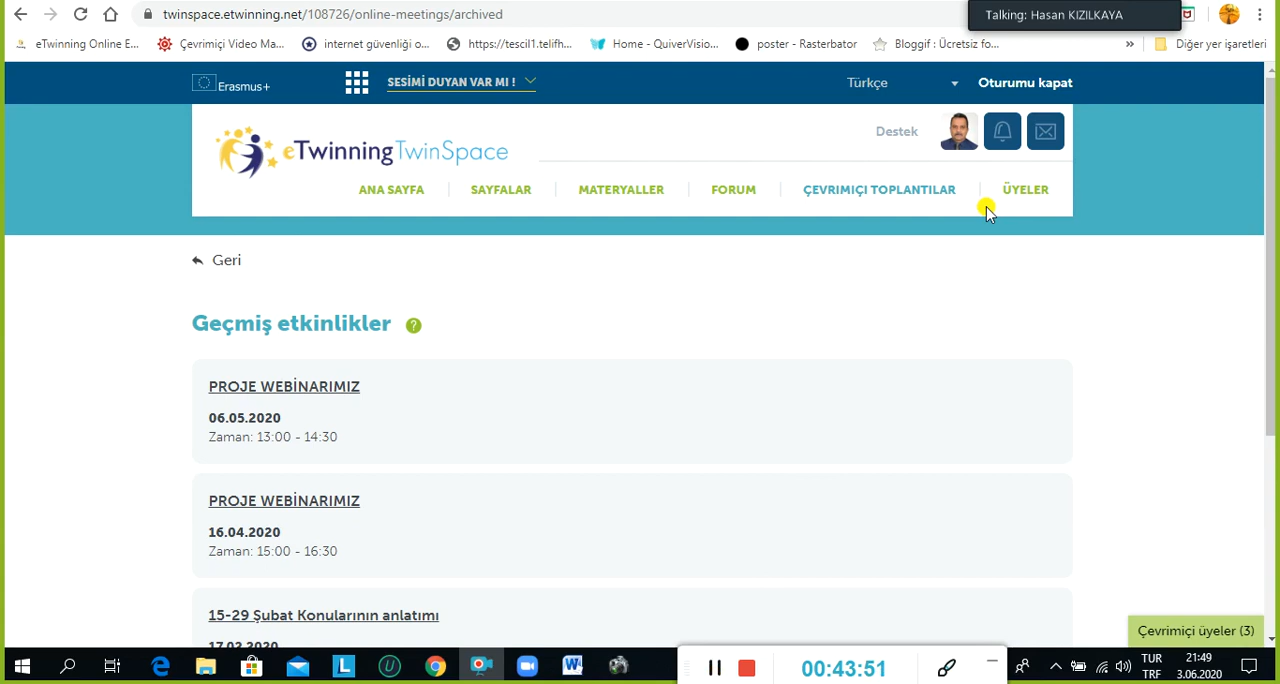 twinspace.etwinning.net/108726/online-meetings/archived
Talking: Hasan KIZILKAYA
eTwinning Online E...
Çevrimiçi Video Ma...
internet güvenliği o...
https://tescil1.telifh...
Home - QuiverVisio...
poster - Rasterbator
Bloggif : Ücretsiz fo...
»
Diğer yer işaretleri
Erasmus+
SESİMİ DUYAN VAR MI !
Türkçe
Oturumu kapat
eTwinningTwinSpace
Destek
ANA SAYFA
SAYFALAR
MATERYALLER
FORUM
ÇEVRIMIÇI TOPLANTILAR
ÜYELER
Geri
Geçmiş etkinlikler ?
PROJE WEBİNARIMIZ
06.05.2020
Zaman: 13:00 - 14:30
PROJE WEBİNARIMIZ
16.04.2020
Zaman: 15:00 - 16:30
15-29 Şubat Konularının anlatımı
17.02.2020
Çevrimiçi üyeler (3)
00:43:51
TUR
TRF
21:49
3.06.2020